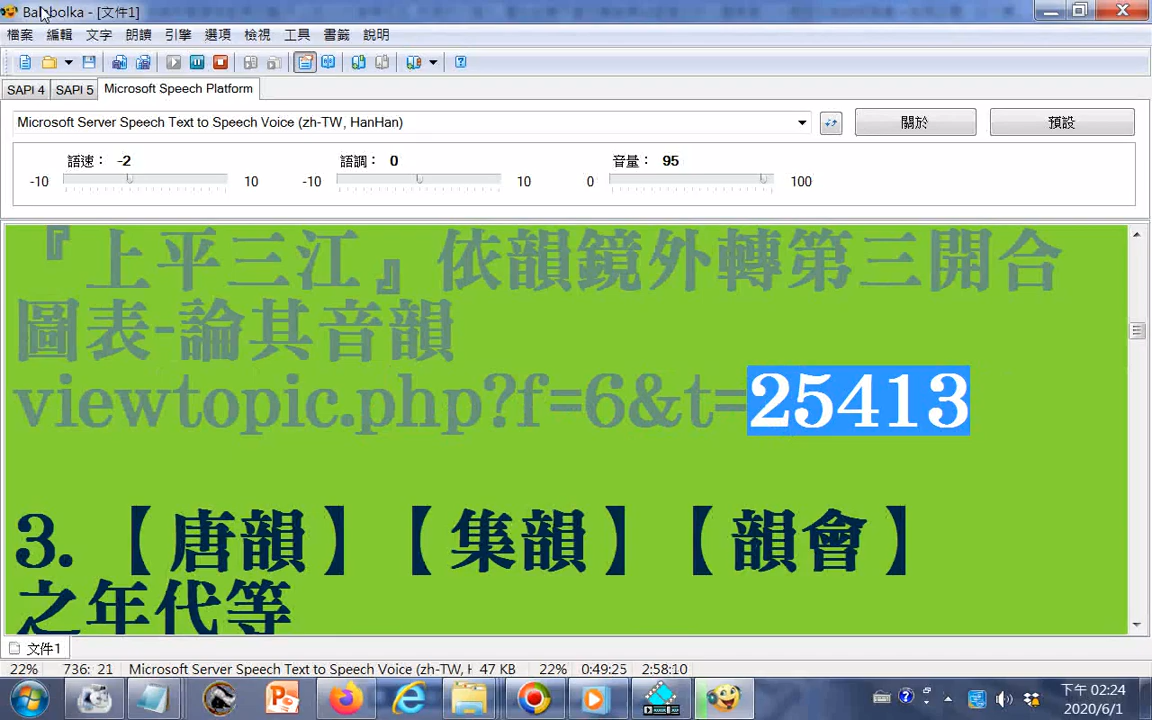 Balabolka - [文件1]
檔案 編輯 文字 朗讀 引擎 選項 檢視 工具 書籤 說明
SAPI 4 SAPI 5 Microsoft Speech Platform
Microsoft Server Speech Text to Speech Voice (zh-TW, HanHan) 關於 預設
語速： -2 語調： 0 音量： 95
-10 10 -10 10 0 100
『上平三江』依韻鏡外轉第三開合
圖表-論其音韻
viewtopic.php?f=6&t=25413
3. 【唐韻】【集韻】【韻會】
之年代等
文件1
22% 736: 21 Microsoft Server Speech Text to Speech Voice (zh-TW, H 47 KB 22% 0:49:25 2:58:10
下午 02:24
2020/6/1